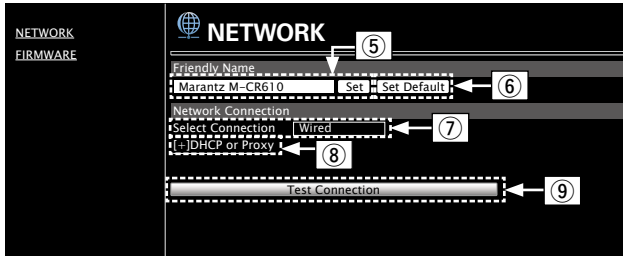 NETWORK
FIRMWARE
NETWORK
⑤
Friendly Name
Marantz M-CR610 Set Set Default ⑥
Network Connection
Select Connection Wired ⑦
[+]DHCP or Proxy ⑧
Test Connection ⑨